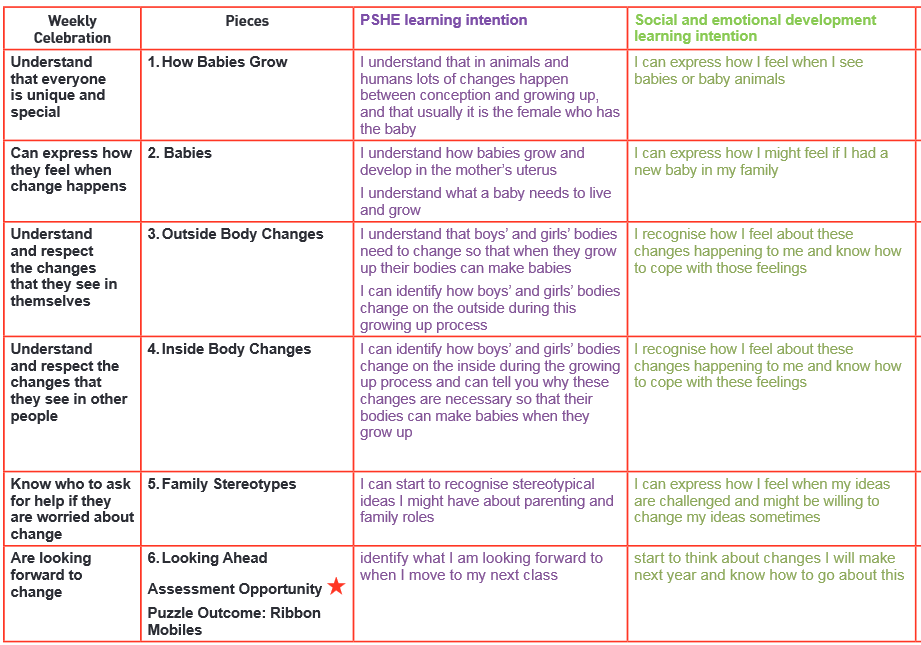 Weekly
Celebration
Pieces
PSHE learning intention
Social and emotional development
learning intention
Understand
that everyone
is unique and
special
1. How Babies Grow
I understand that in animals and
humans lots of changes happen
between conception and growing up,
and that usually it is the female who has
the baby
I can express how I feel when I see
babies or baby animals
Can express how
they feel when
change happens
2. Babies
I understand how babies grow and
develop in the mother's uterus
I understand what a baby needs to live
and grow
I can express how I might feel if I had a
new baby in my family
Understand
and respect
the changes
that they see in
themselves
3. Outside Body Changes
I understand that boys' and girls' bodies
need to change so that when they grow
up their bodies can make babies
I can identify how boys' and girls' bodies
change on the outside during this
growing up process
I recognise how I feel about these
changes happening to me and know how
to cope with those feelings
Understand
and respect the
changes that
they see in other
people
4. Inside Body Changes
I can identify how boys' and girls' bodies
change on the inside during the growing
up process and can tell you why these
changes are necessary so that their
bodies can make babies when they
grow up
I recognise how I feel about these
changes happening to me and know how
to cope with these feelings
Know who to ask
for help if they
are worried about
change
5. Family Stereotypes
I can start to recognise stereotypical
ideas I might have about parenting and
family roles
I can express how I feel when my ideas
are challenged and might be willing to
change my ideas sometimes
Are looking
forward to
change
6. Looking Ahead
Assessment Opportunity ★
Puzzle Outcome: Ribbon
Mobiles
identify what I am looking forward to
when I move to my next class
start to think about changes I will make
next year and know how to go about this